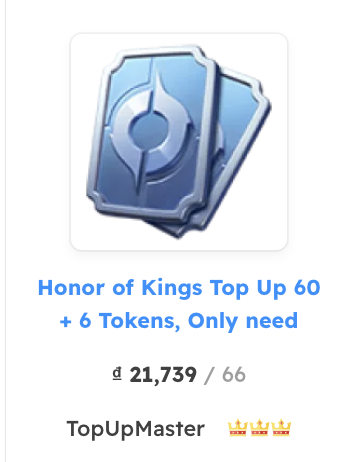 Honor of Kings Top Up 60
+ 6 Tokens, Only need
₫ 21,739 / 66
TopUpMaster